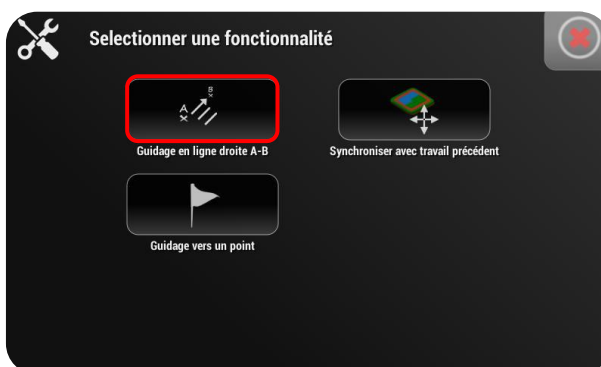 Selectionner une fonctionnalité
A
B
Guidage en ligne droite A-B
Synchroniser avec travail précédent
Guidage vers un point